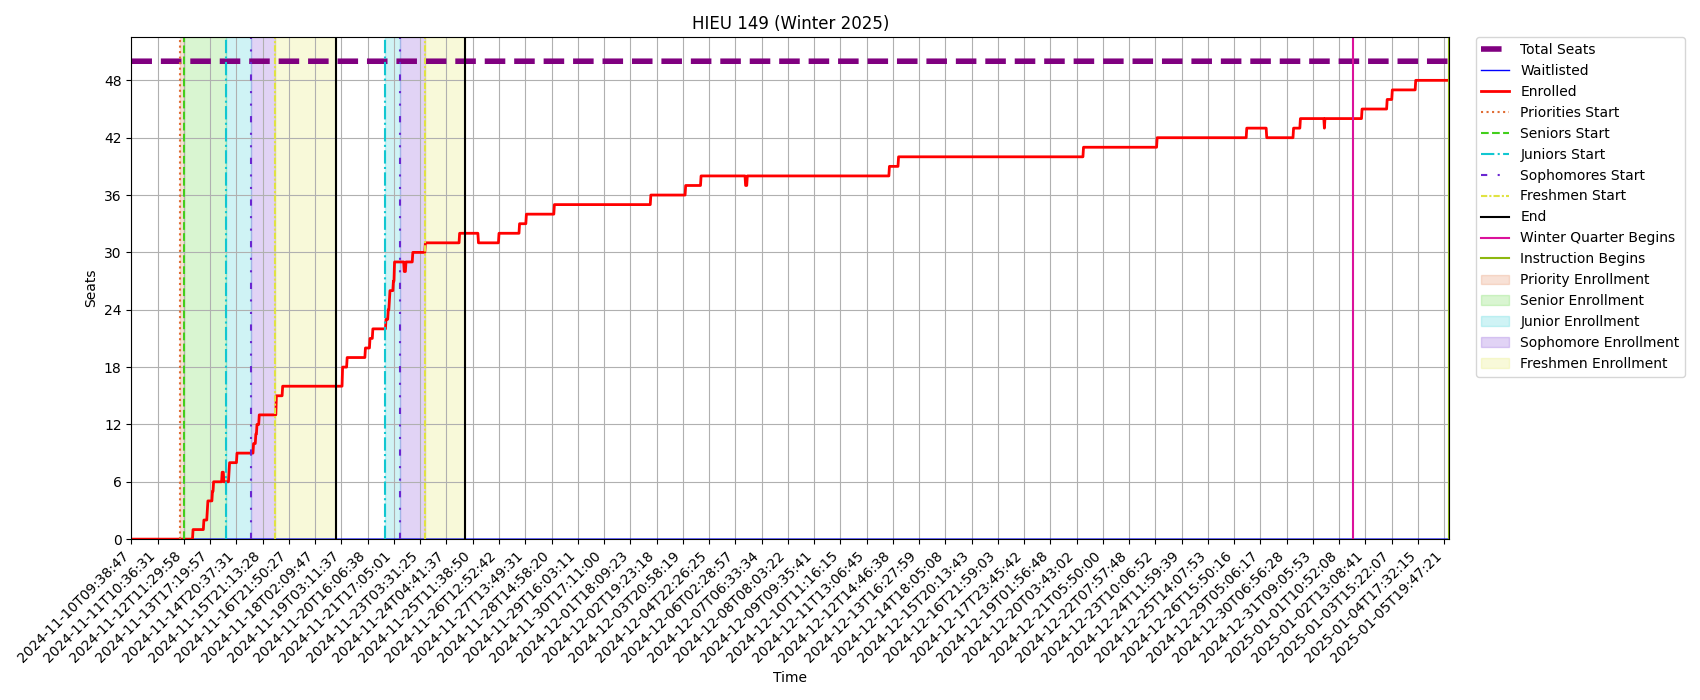 HIEU 149 (Winter 2025)
Total Seats
Waitlisted
Enrolled
Priorities Start
Seniors Start
Juniors Start
Sophomores Start
Freshmen Start
End
Winter Quarter Begins
Instruction Begins
Priority Enrollment
Senior Enrollment
Junior Enrollment
Sophomore Enrollment
Freshmen Enrollment
Seats
48
42
36
30
24
18
12
6
0
2024-11-10T09:38:47
2024-11-11T10:36:31
2024-11-12T11:29:58
2024-11-13T17:19:57
2024-11-14T20:37:31
2024-11-15T21:13:28
2024-11-16T21:50:27
2024-11-18T02:09:47
2024-11-19T03:11:37
2024-11-20T16:06:38
2024-11-21T17:05:01
2024-11-23T03:31:25
2024-11-24T04:41:37
2024-11-25T11:38:50
2024-11-26T12:52:42
2024-11-27T13:49:31
2024-11-28T14:58:20
2024-11-29T16:03:11
2024-11-30T17:11:00
2024-12-01T18:09:23
2024-12-02T19:23:18
2024-12-03T20:58:19
2024-12-04T22:26:25
2024-12-06T02:28:57
2024-12-07T06:33:34
2024-12-08T08:03:22
2024-12-09T09:35:41
2024-12-10T11:16:15
2024-12-11T13:06:45
2024-12-12T14:46:38
2024-12-13T16:27:59
2024-12-14T18:05:08
2024-12-15T20:13:43
2024-12-16T21:59:03
2024-12-17T23:45:42
2024-12-19T01:56:48
2024-12-20T03:43:02
2024-12-21T05:50:00
2024-12-22T07:57:48
2024-12-23T10:06:52
2024-12-24T11:59:39
2024-12-25T14:07:53
2024-12-26T15:50:16
2024-12-29T05:06:17
2024-12-30T06:56:28
2024-12-31T09:05:53
2025-01-01T10:52:08
2025-01-02T13:08:41
2025-01-03T15:22:07
2025-01-04T17:32:15
2025-01-05T19:47:21
Time